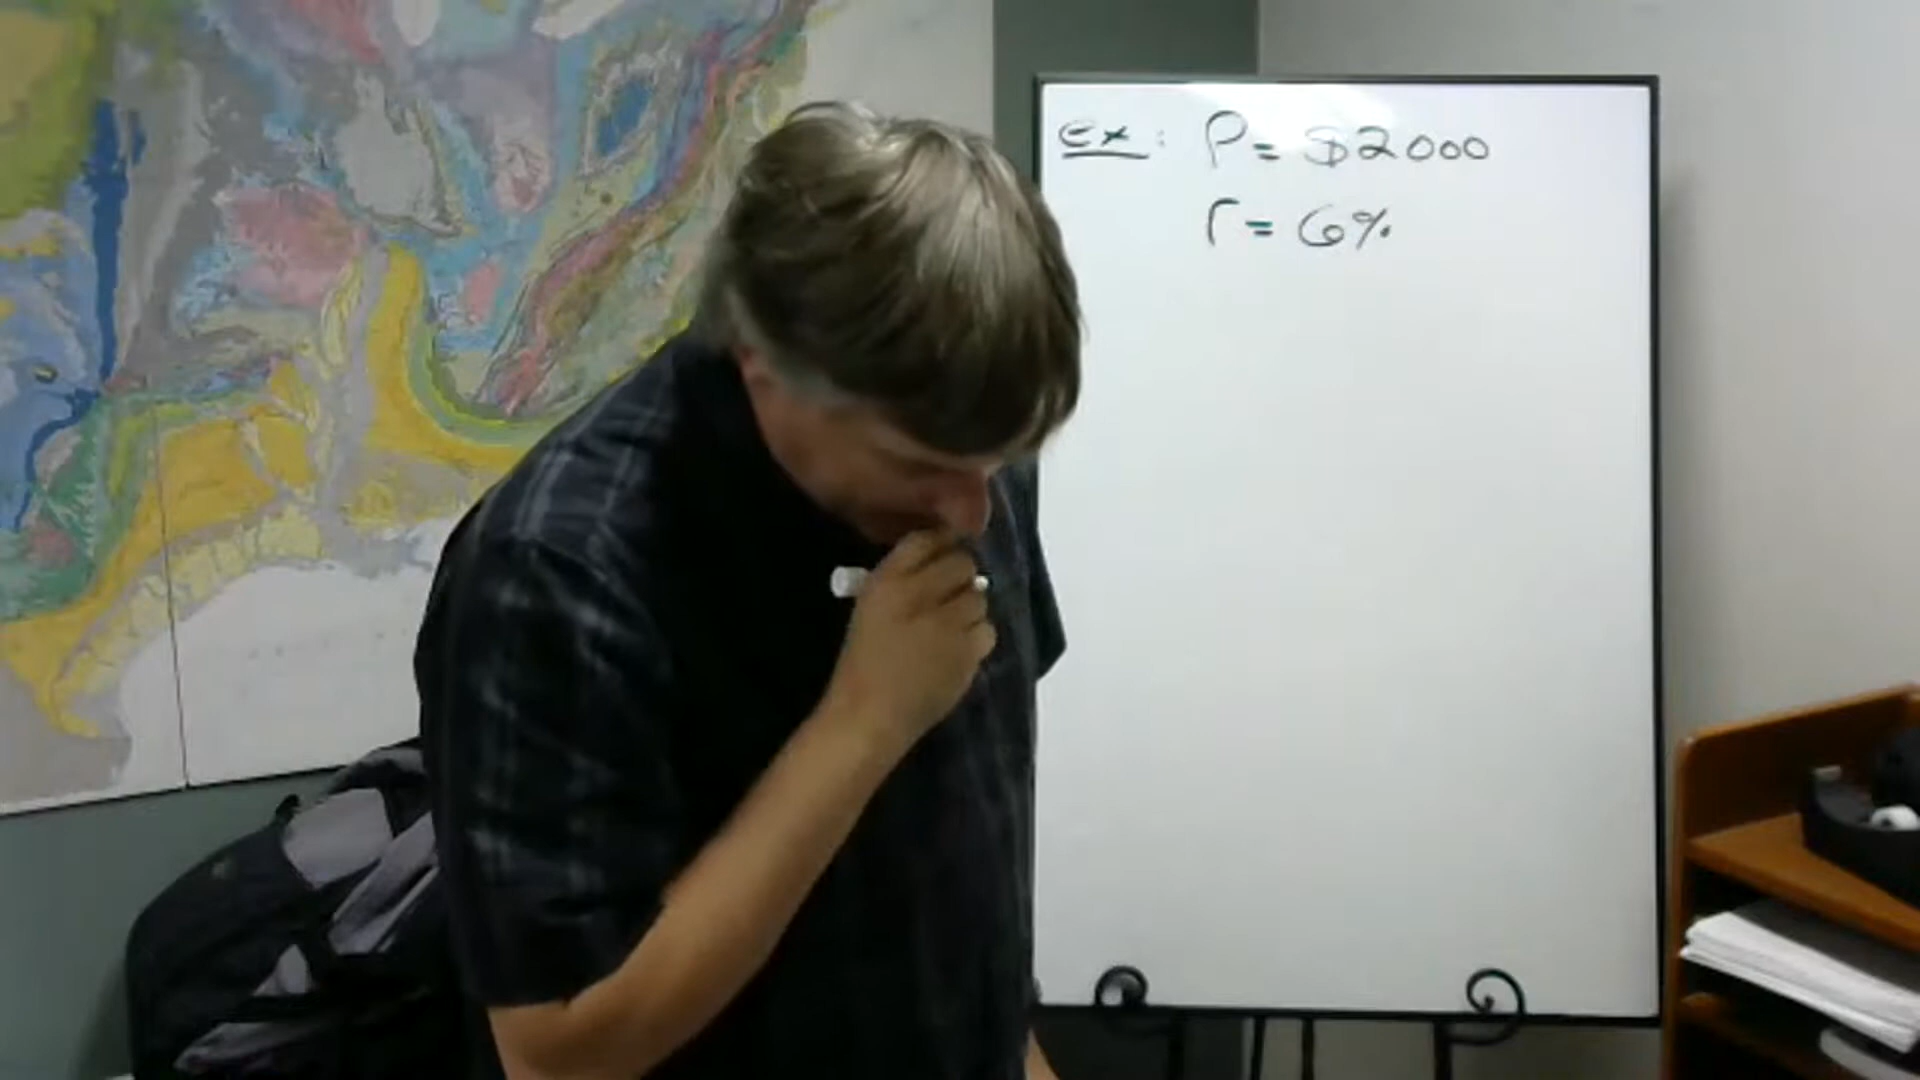 ex: P = $2000
r = 6%